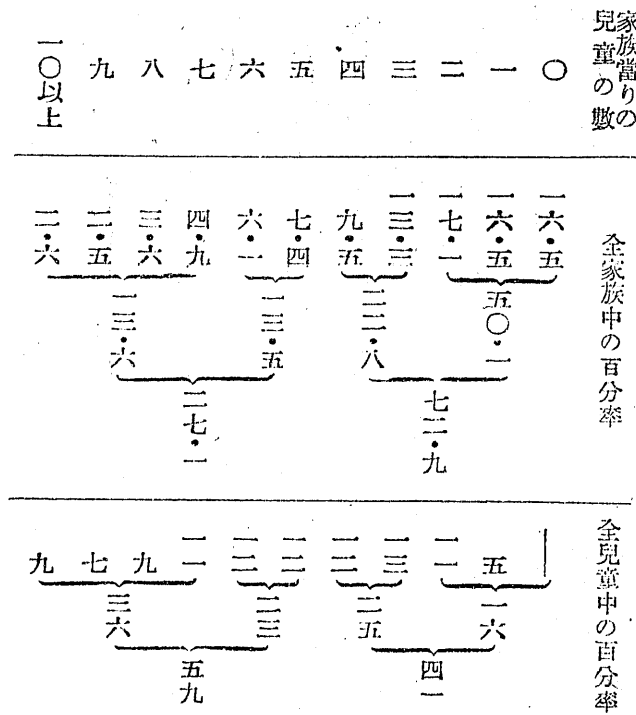 家族當りの
兒童の數
〇
一
二
三
四
五
六
七
八
九
一〇以上
全家族中の百分率
一六・五
一六・五
一七・一
一三・三
九・五
七・四
六・一
四・九
三・六
二・五
二・六
五〇・一
二二・八
一三・五
一三・六
七二・九
二七・一
全兒童中の百分率
—
五
一一
一三
一二
一二
一二
一一
九
七
九
一六
二五
二三
三六
四一
五九